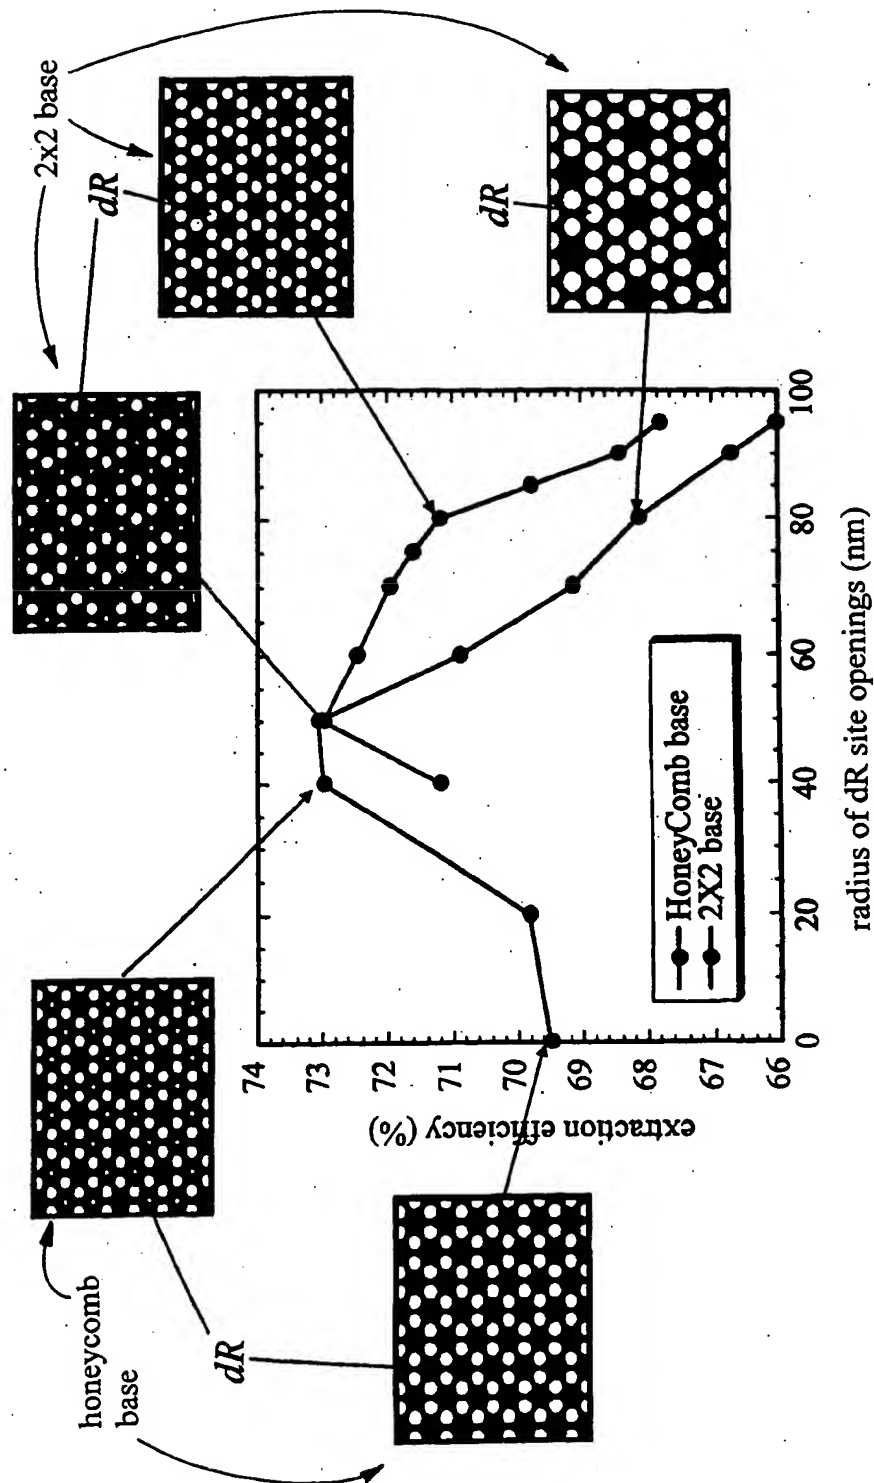 honeycomb
base
dR
2x2 base
dR
dR
extraction efficiency (%)
74
73
72
71
70
69
68
67
66
0
20
40
60
80
100
radius of dR site openings (nm)
HoneyComb base
2X2 base